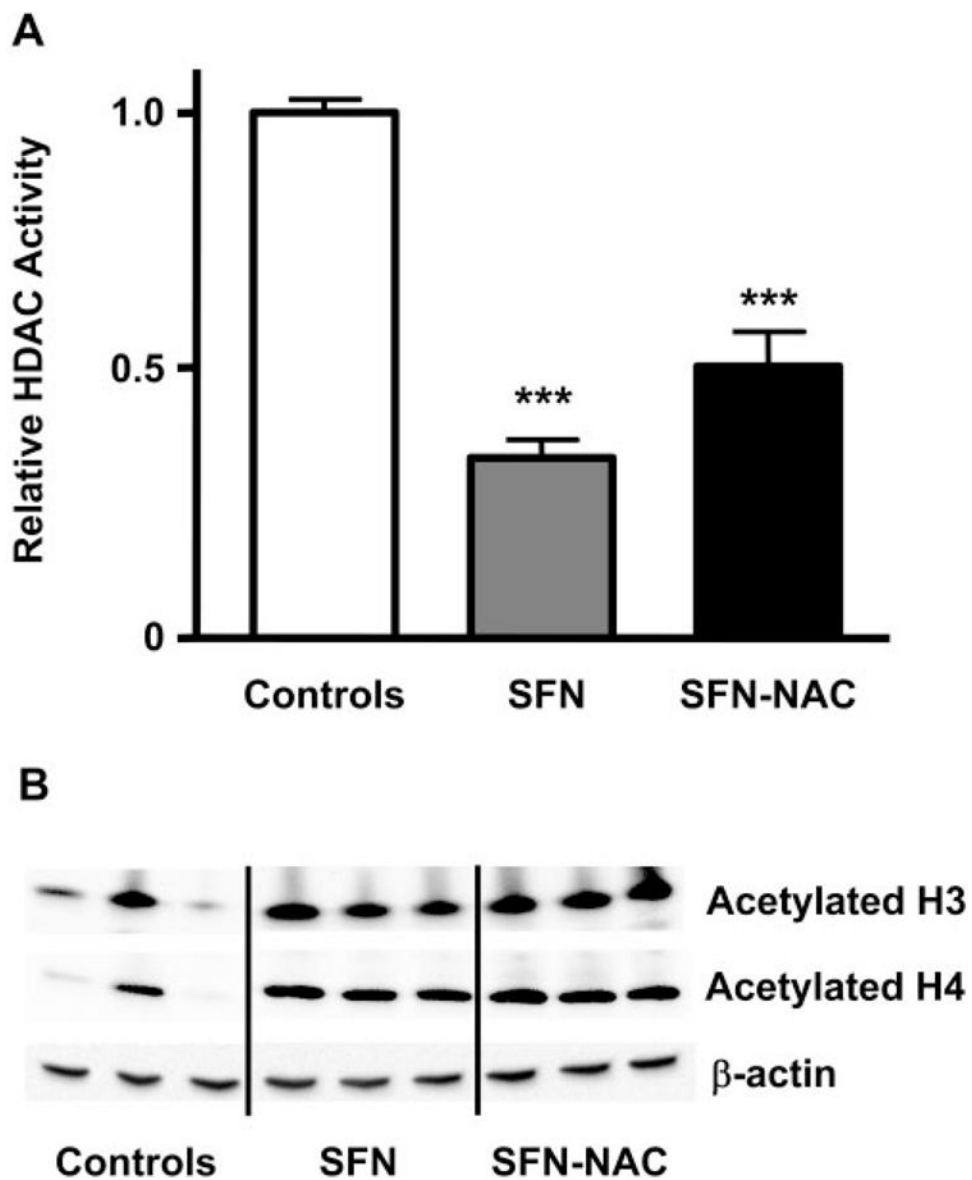 A
Relative HDAC Activity
1.0
0.5
0
***
***
Controls SFN SFN-NAC
B
Acetylated H3
Acetylated H4
β-actin
Controls SFN SFN-NAC